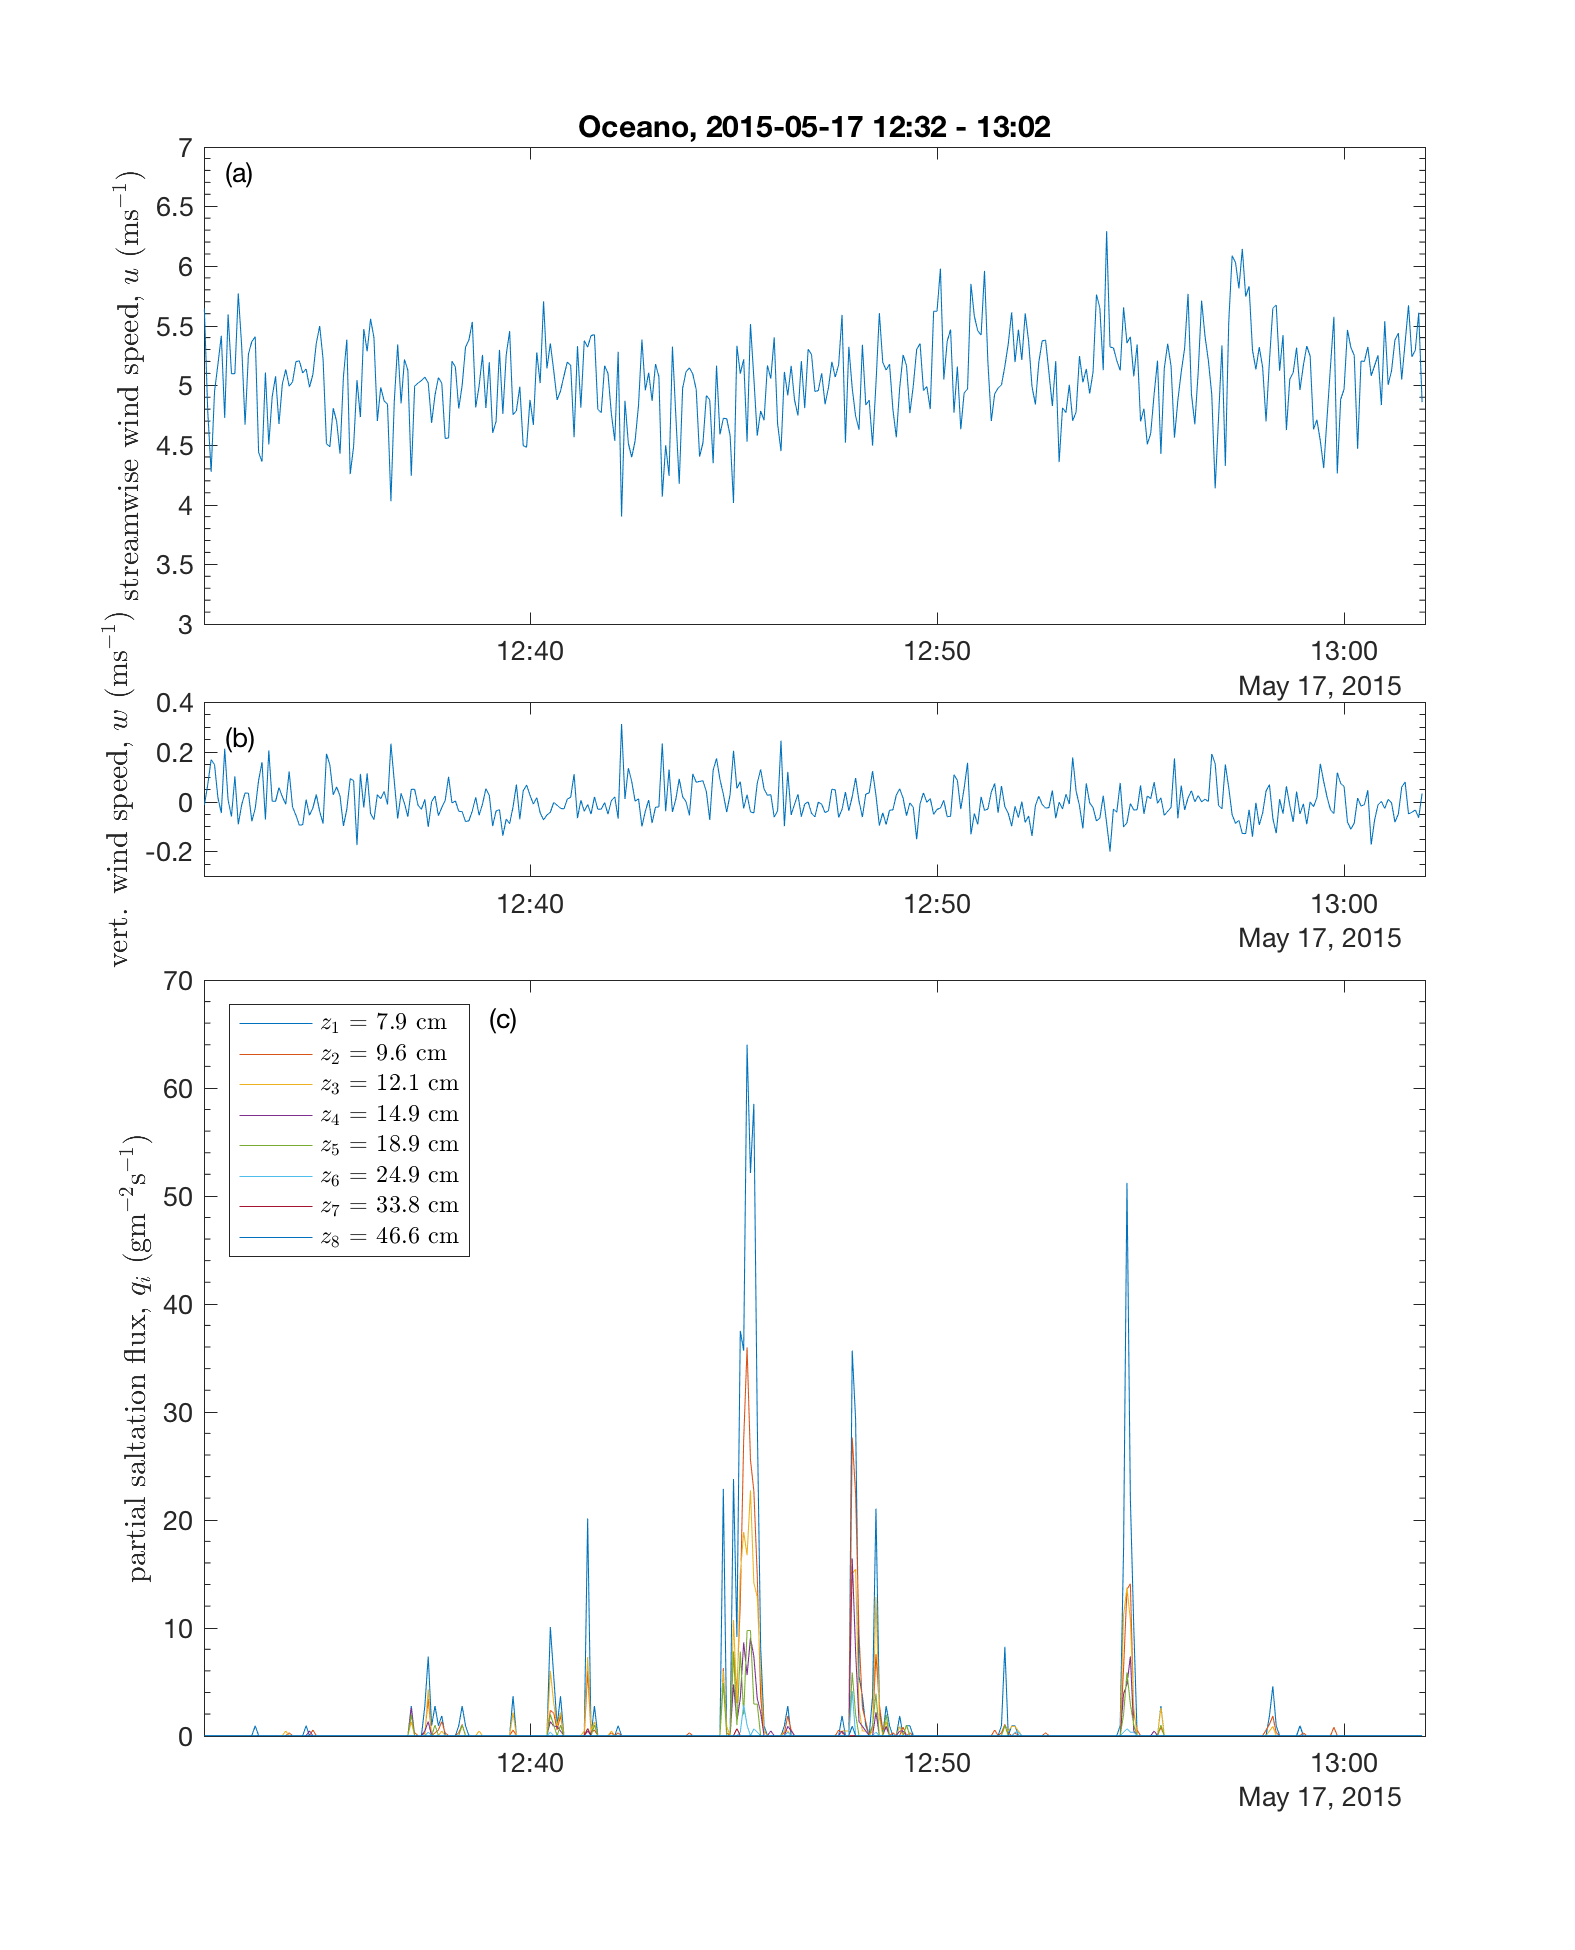 Oceano, 2015-05-17 12:32 - 13:02
(a)
streamwise wind speed, u (ms⁻¹)
7
6.5
6
5.5
5
4.5
4
3.5
3
12:40 12:50 13:00
May 17, 2015
(b)
vert. wind speed, w (ms⁻¹)
0.4
0.2
0
-0.2
12:40 12:50 13:00
May 17, 2015
(c)
partial saltation flux, qᵢ (gm⁻²s⁻¹)
70
60
50
40
30
20
10
0
z₁ = 7.9 cm
z₂ = 9.6 cm
z₃ = 12.1 cm
z₄ = 14.9 cm
z₅ = 18.9 cm
z₆ = 24.9 cm
z₇ = 33.8 cm
z₈ = 46.6 cm
12:40 12:50 13:00
May 17, 2015